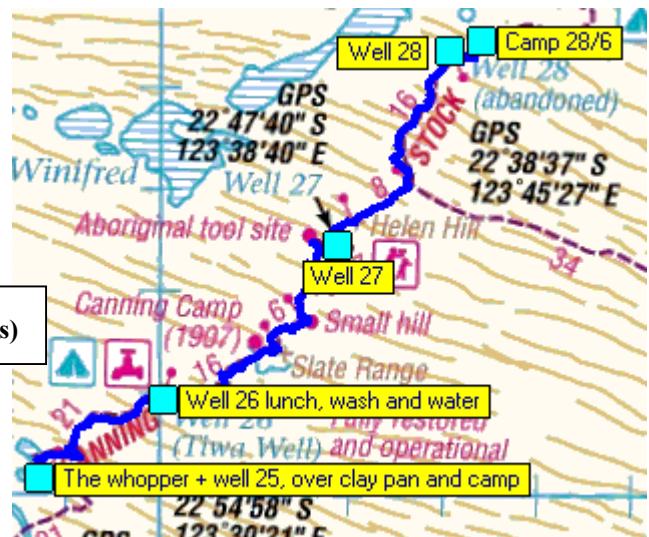 Well 28
Camp 28/6
Well 28
(abandoned)
GPS
22°47'40" S
123°38'40" E
16
STOCK
GPS
22°38'37" S
123°45'27" E
Winifred
Well 27
8
Aboriginal tool site
Helen Hill
34
Well 27
s)
Canning Camp
(1907)
6
Small hill
16
Slate Range
21
Well 26 lunch, wash and water
NNING
(Tiwa Well)
Fully restored
and operational
The whopper + well 25, over clay pan and camp
22°54'58" S
GPS
123°30'21" E